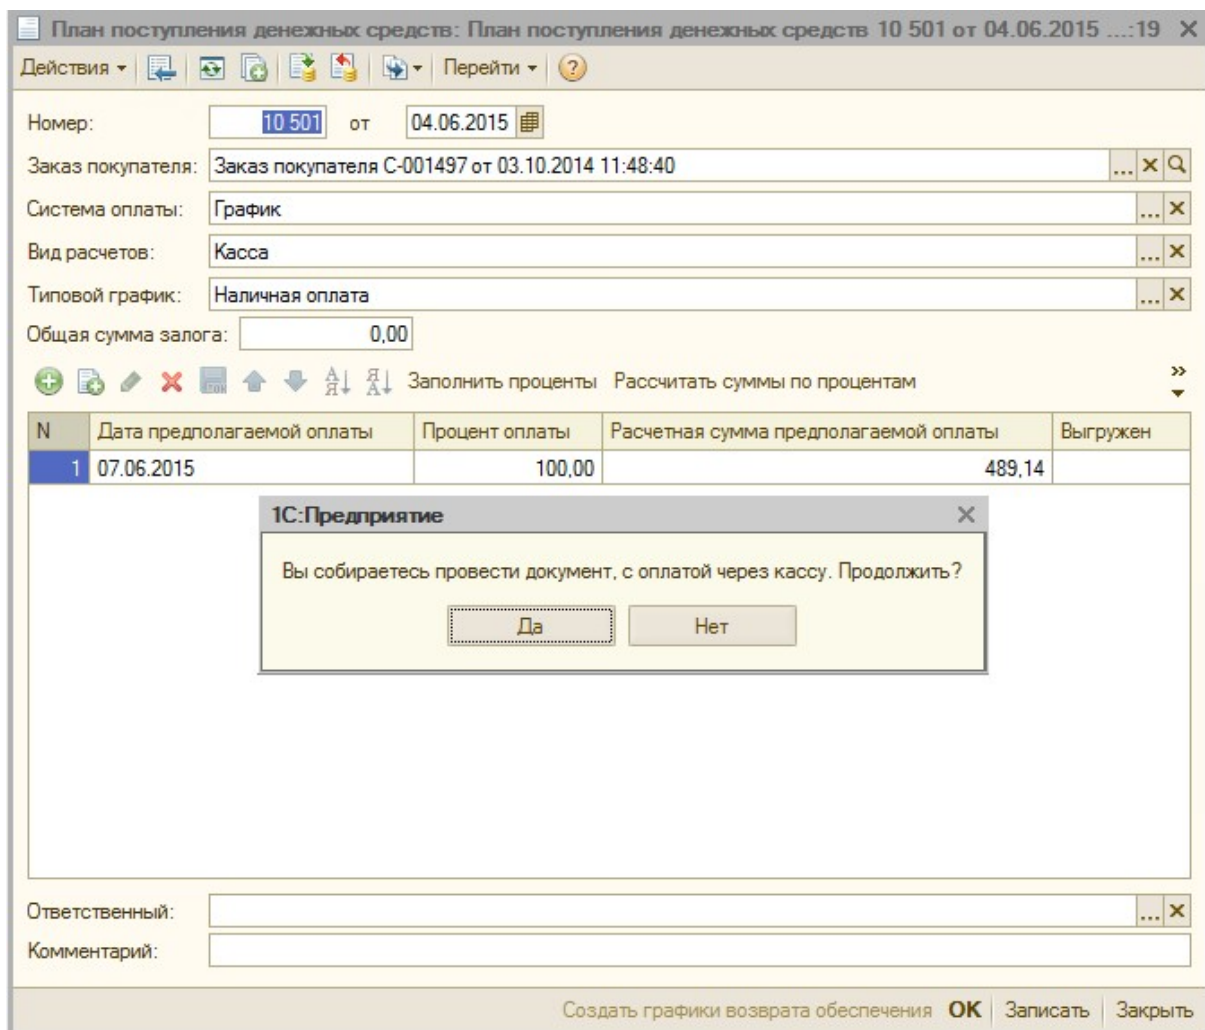 План поступления денежных средств: План поступления денежных средств 10 501 от 04.06.2015 ...:19
Действия Перейти
Номер: 10 501 от 04.06.2015
Заказ покупателя: Заказ покупателя С-001497 от 03.10.2014 11:48:40
Система оплаты: График
Вид расчетов: Касса
Типовой график: Наличная оплата
Общая сумма залога: 0,00
Заполнить проценты Рассчитать суммы по процентам
N Дата предполагаемой оплаты Процент оплаты Расчетная сумма предполагаемой оплаты Выгружен
1 07.06.2015 100,00 489,14
1С:Предприятие
Вы собираетесь провести документ, с оплатой через кассу. Продолжить?
Да Нет
Ответственный:
Комментарий:
Создать графики возврата обеспечения OK Записать Закрыть